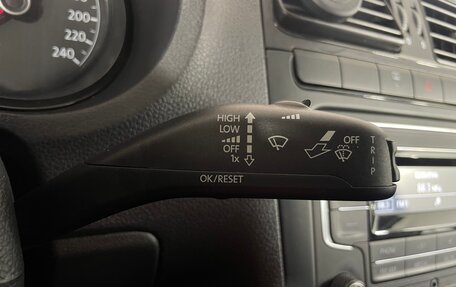 200
220
240
HIGH
LOW
OFF
1x
OFF
TRIP
OK/RESET